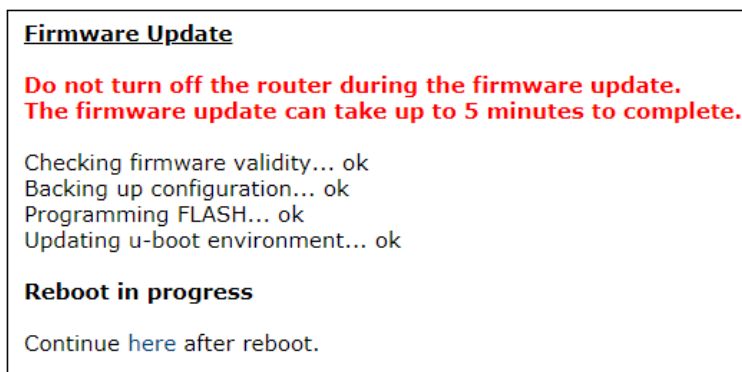 Firmware Update
Do not turn off the router during the firmware update.
The firmware update can take up to 5 minutes to complete.
Checking firmware validity... ok
Backing up configuration... ok
Programming FLASH... ok
Updating u-boot environment... ok
Reboot in progress
Continue here after reboot.